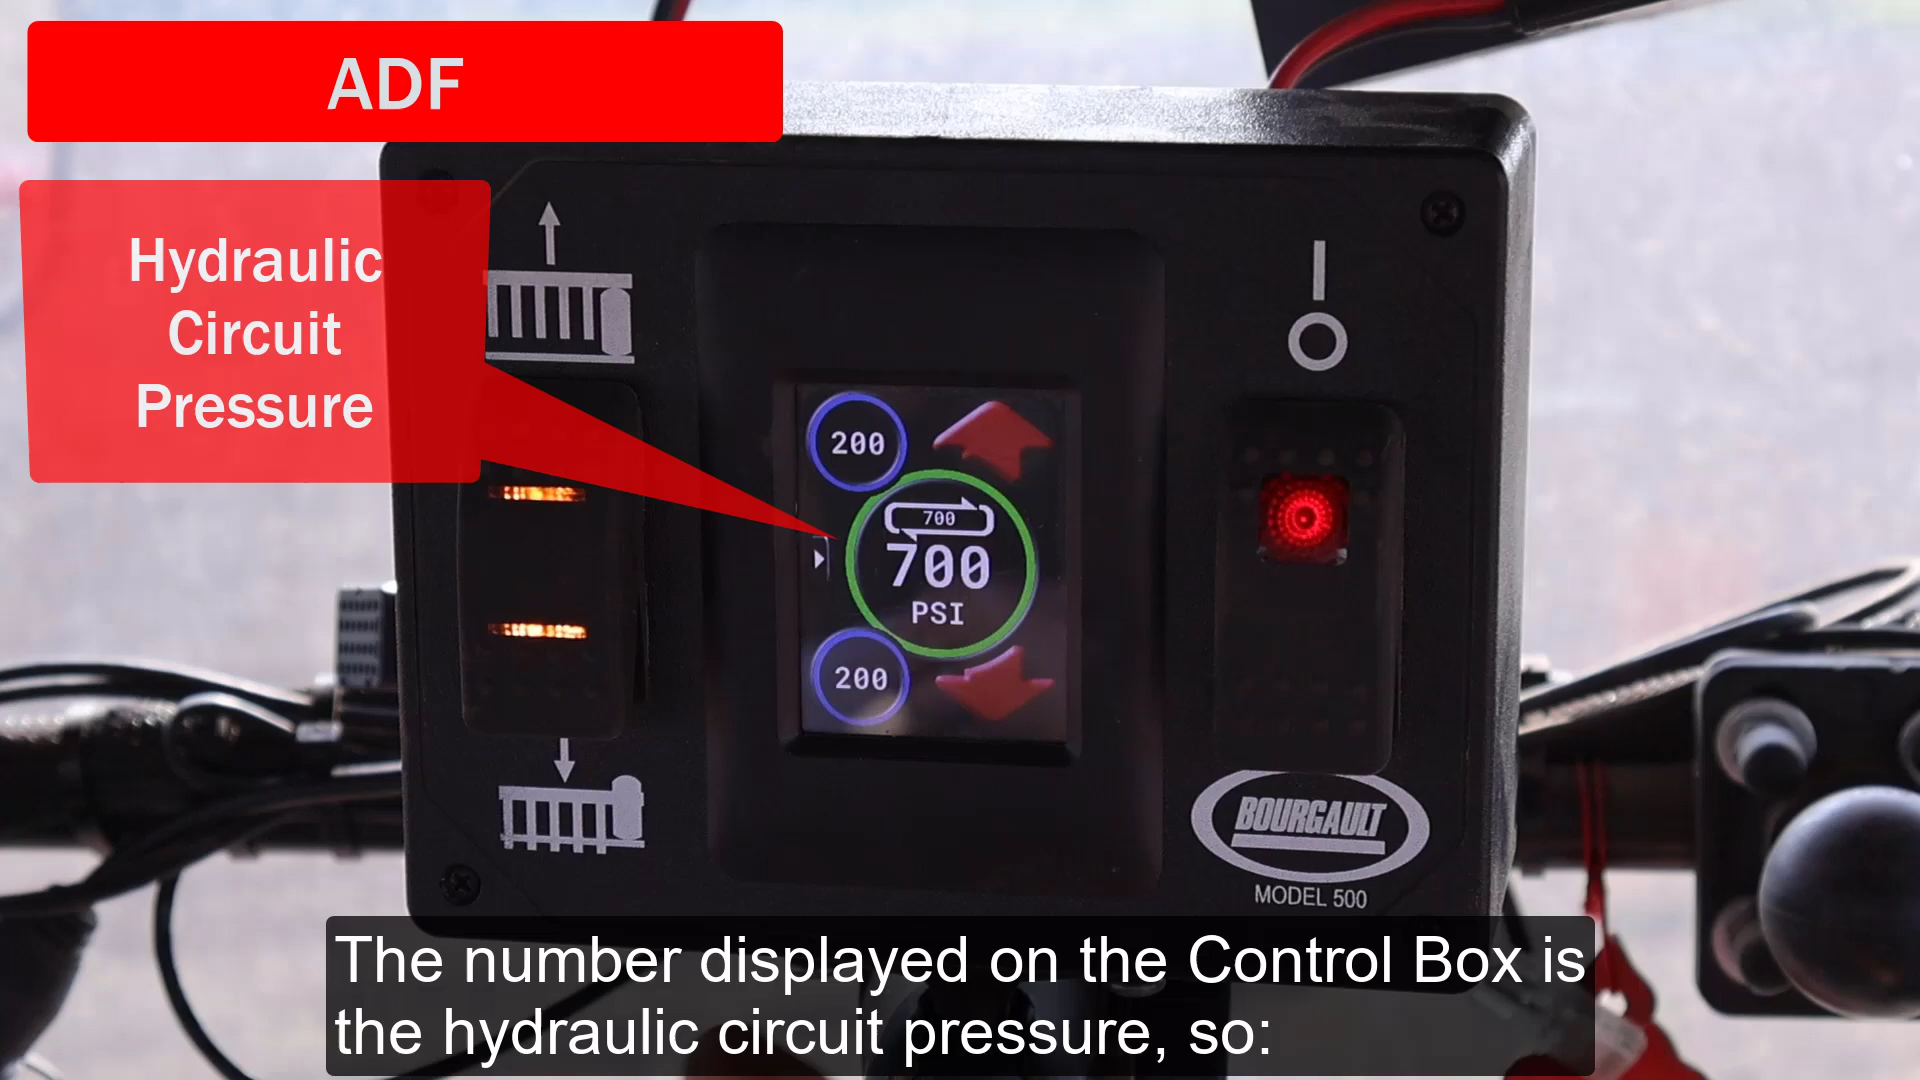 ADF
Hydraulic
Circuit
Pressure
200
700
700
PSI
200
BOURGAULT
MODEL 500
The number displayed on the Control Box is
the hydraulic circuit pressure, so: